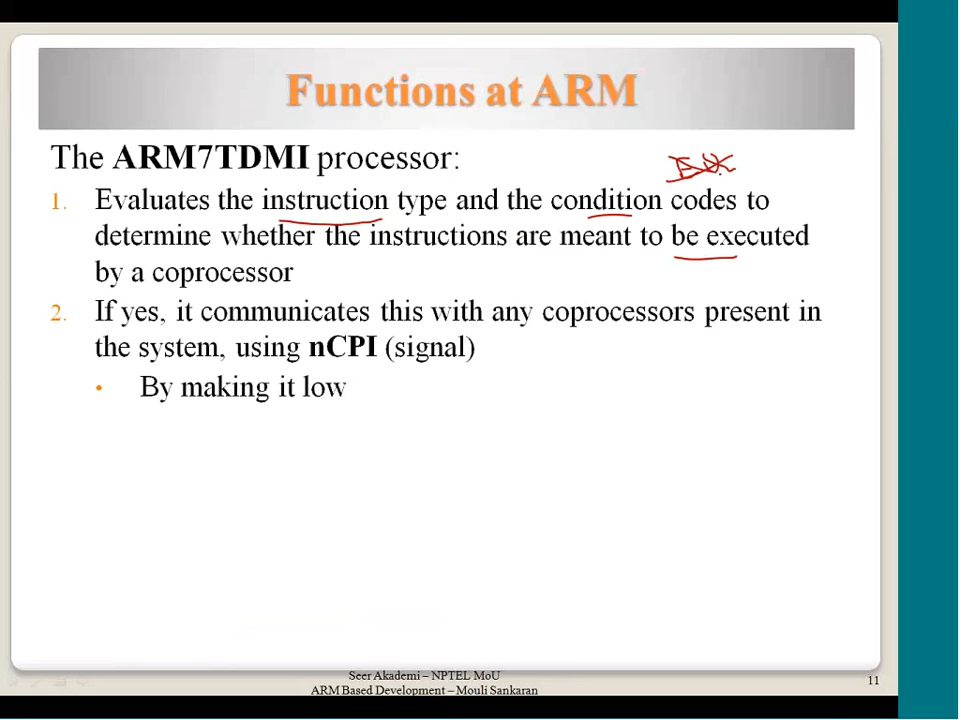 Functions at ARM
The ARM7TDMI processor:
1. Evaluates the instruction type and the condition codes to
determine whether the instructions are meant to be executed
by a coprocessor
2. If yes, it communicates this with any coprocessors present in
the system, using nCPI (signal)
• By making it low
Seer Akademi – NPTEL MoU
ARM Based Development – Mouli Sankaran
11